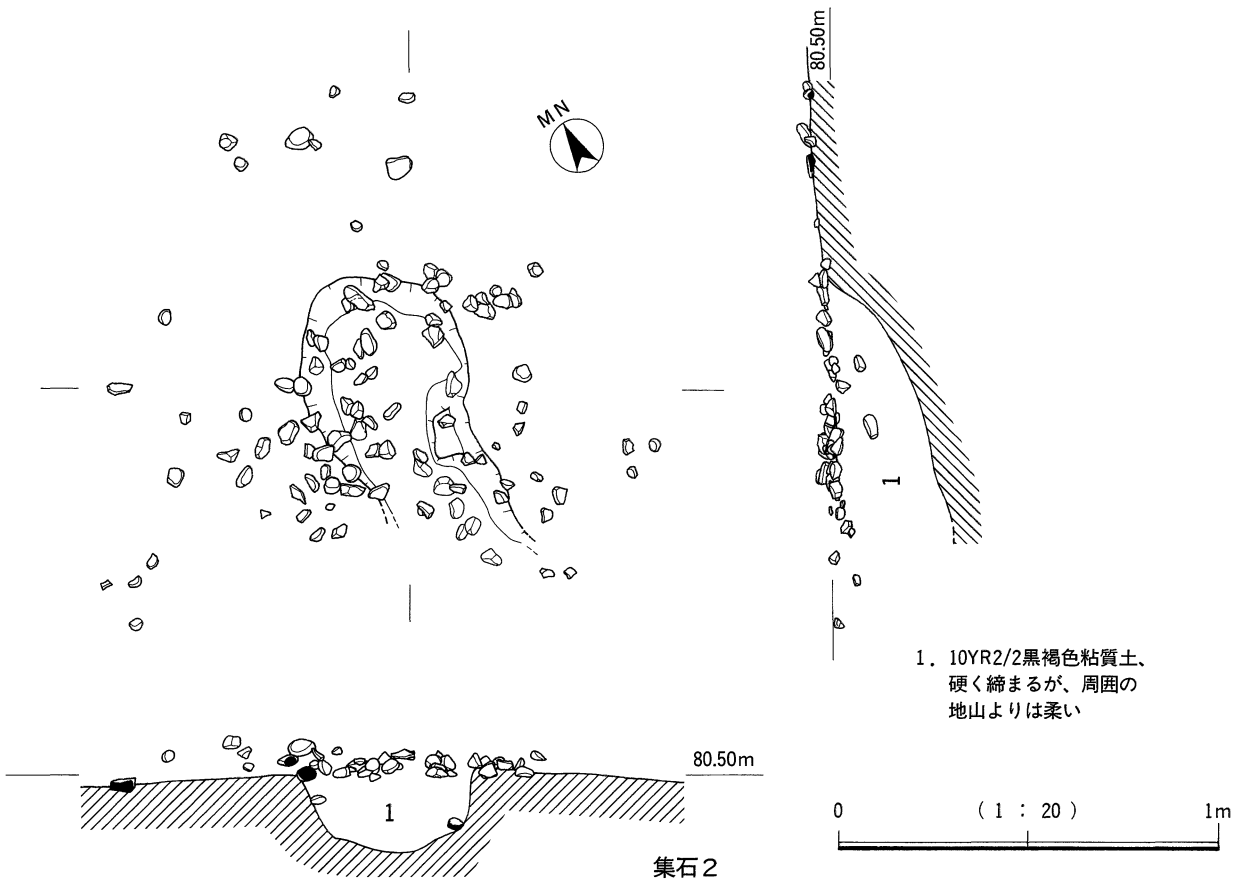 80.50m
MN
1
1. 10YR2/2黒褐色粘質土、
硬く締まるが、周囲の
地山よりは柔い
80.50m
1
0 (1:20) 1m
集石2